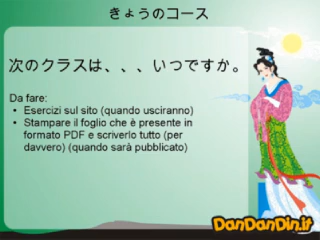 きょうのコース
次のクラスは、、、いつですか。
Da fare:
• Esercizi sul sito (quando usciranno)
• Stampare il foglio che è presente in
formato PDF e scriverlo tutto (per
davvero) (quando sarà pubblicato)
DanDanDin.it